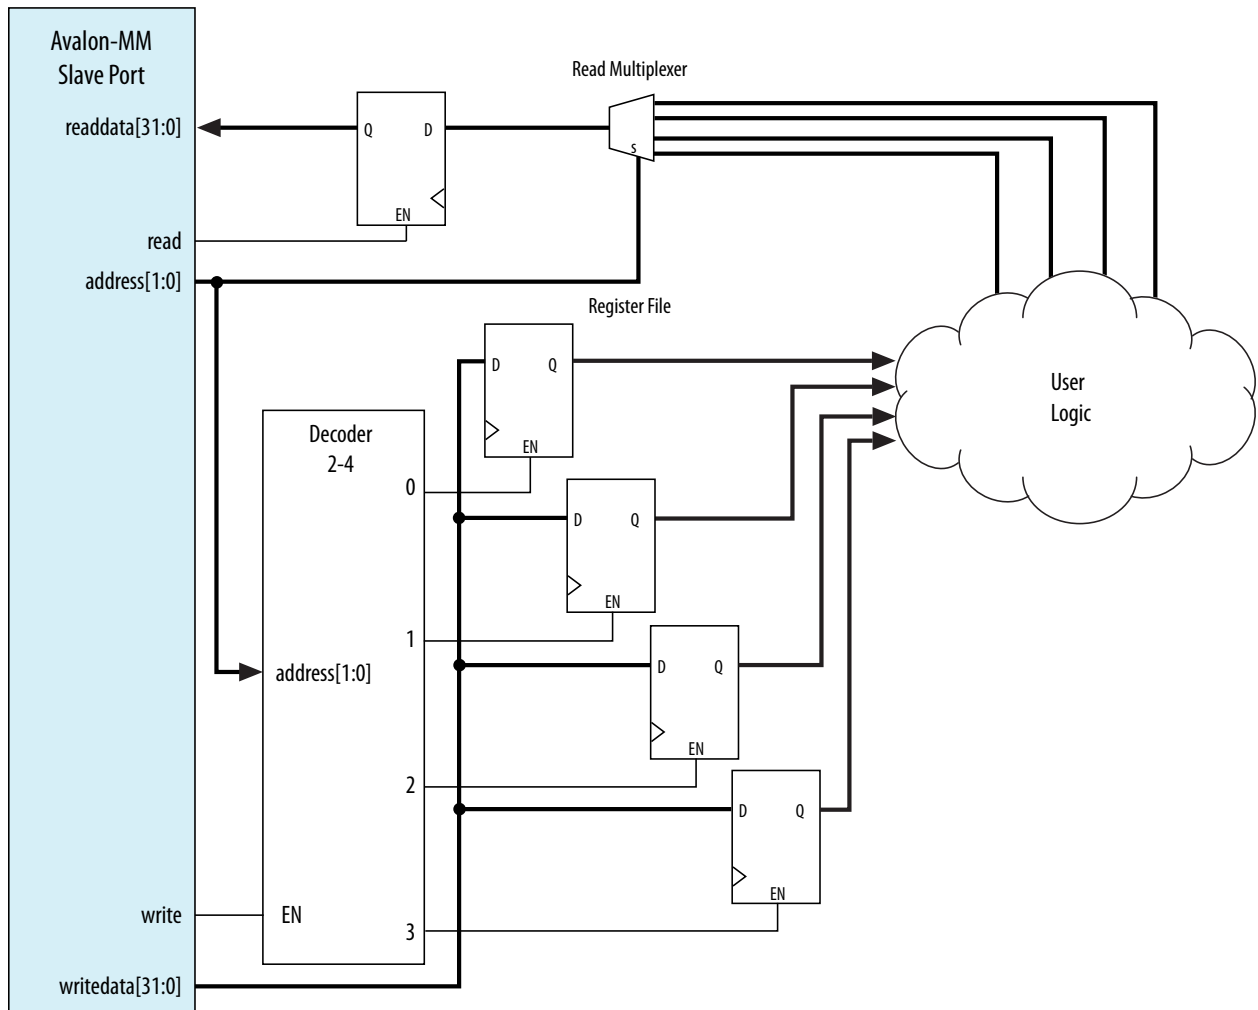 Avalon-MM
Slave Port
Read Multiplexer
readdata[31:0]
Q
D
s
EN
read
address[1:0]
Register File
D
Q
EN
User
Logic
Decoder
2-4
0
D
Q
EN
1
address[1:0]
D
Q
EN
2
D
Q
EN
write
EN
3
writedata[31:0]